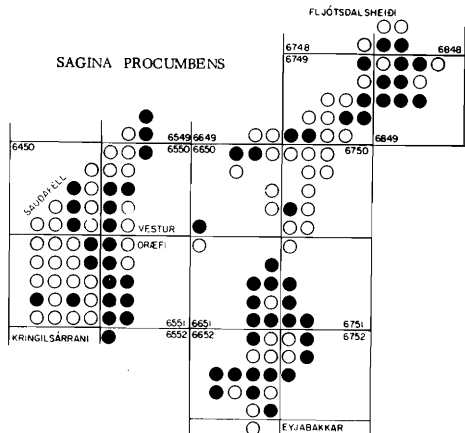 FLJÓTSDALSHEIÐI
6748
6848
6749
SAGINA PROCUMBENS
6549 6649
6450
6550 6650
6750
6849
SAUÐAFELL
VESTUR
ÖRÆFI
6551 6651
6751
KRINGILSÁRRANI
6552 6652
6752
EYJABAKKAR